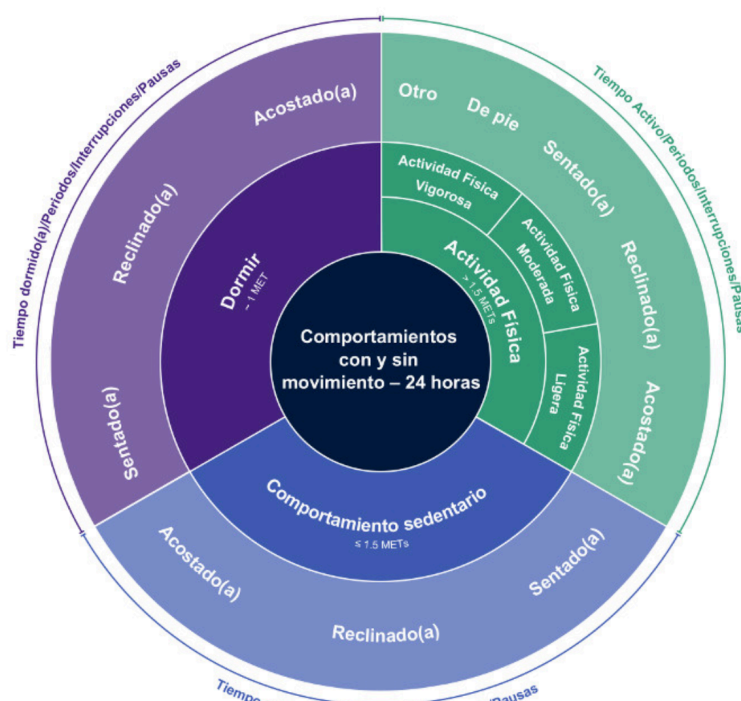 Tiempo dormido(a)/Periodos/Interrupciones/Pausas
Tiempo Activo/Periodos/Interrupciones/Pausas
Acostado(a)
Reclinado(a)
Sentado(a)
Otro
De pie
Sentado(a)
Reclinado(a)
Acostado(a)
Dormir
~ 1 MET
Actividad Física
Vigorosa
Actividad Física
Moderada
Actividad Física
Ligera
Actividad Física
> 1.5 METs
Comportamientos
con y sin
movimiento – 24 horas
Comportamiento sedentario
≤ 1.5 METs
Acostado(a)
Reclinado(a)
Sentado(a)
Tiempo
/Pausas